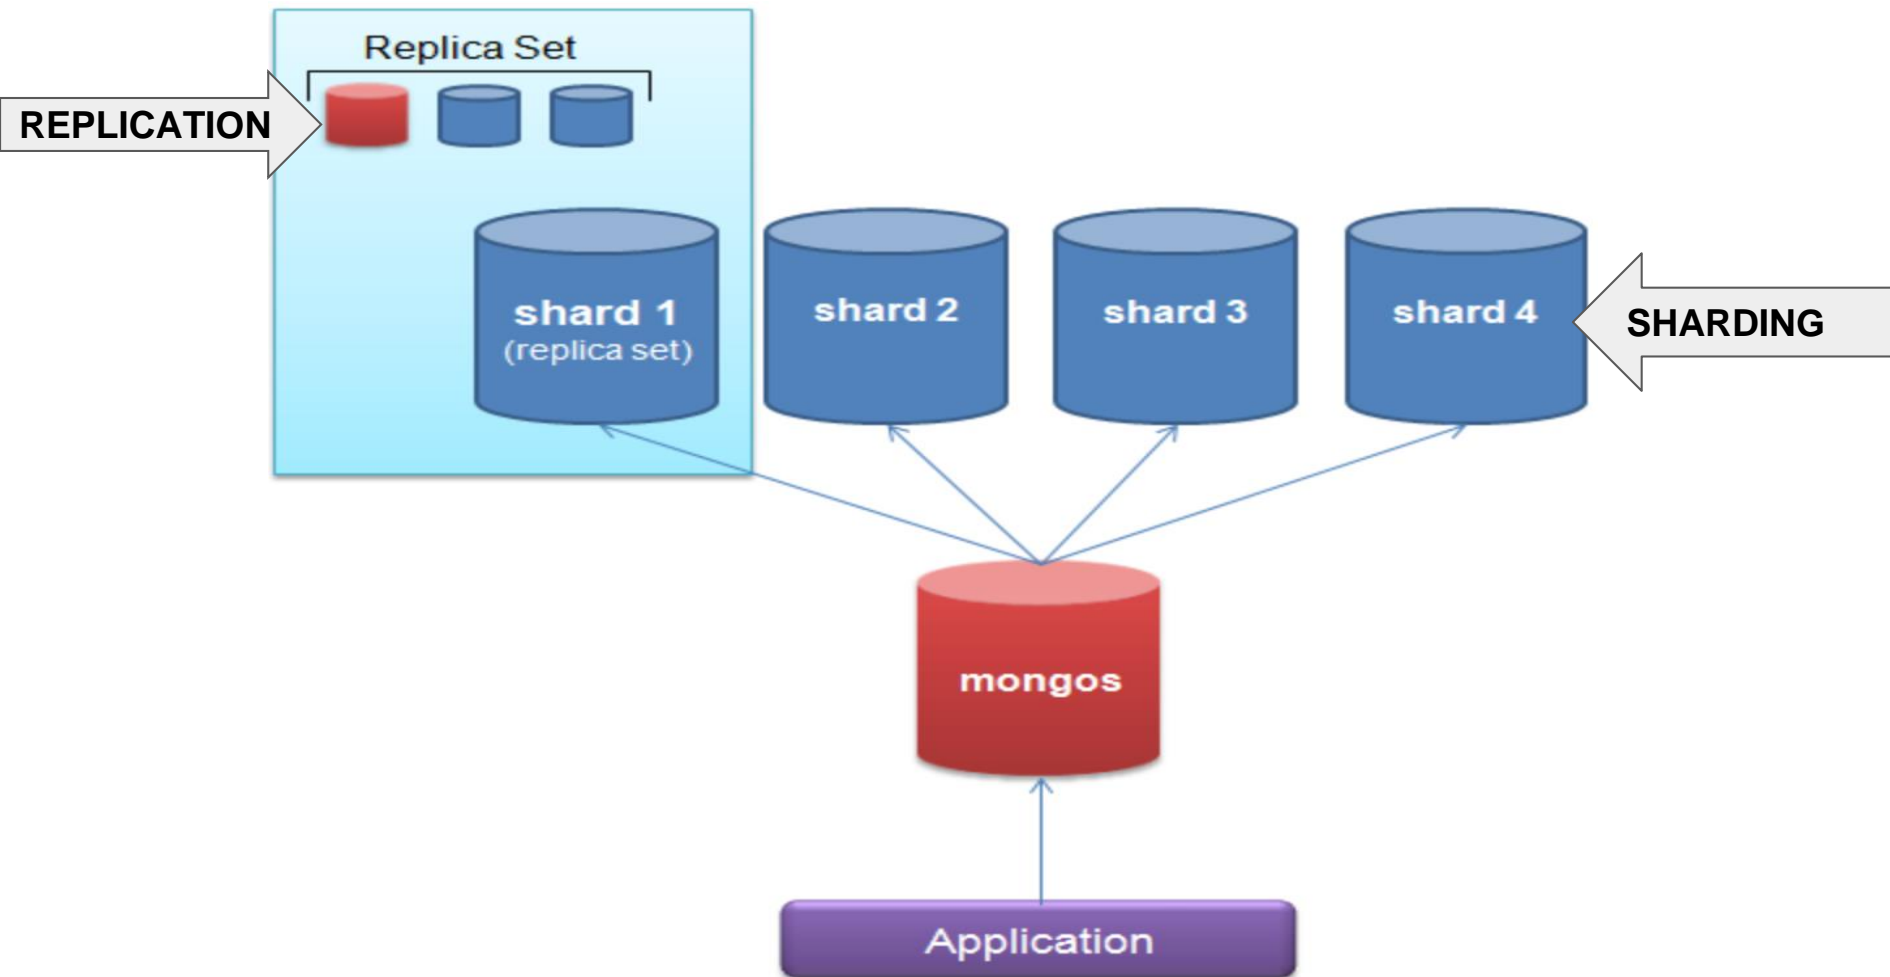 Replica Set
REPLICATION
shard 1
(replica set)
shard 2
shard 3
shard 4
SHARDING
mongos
Application